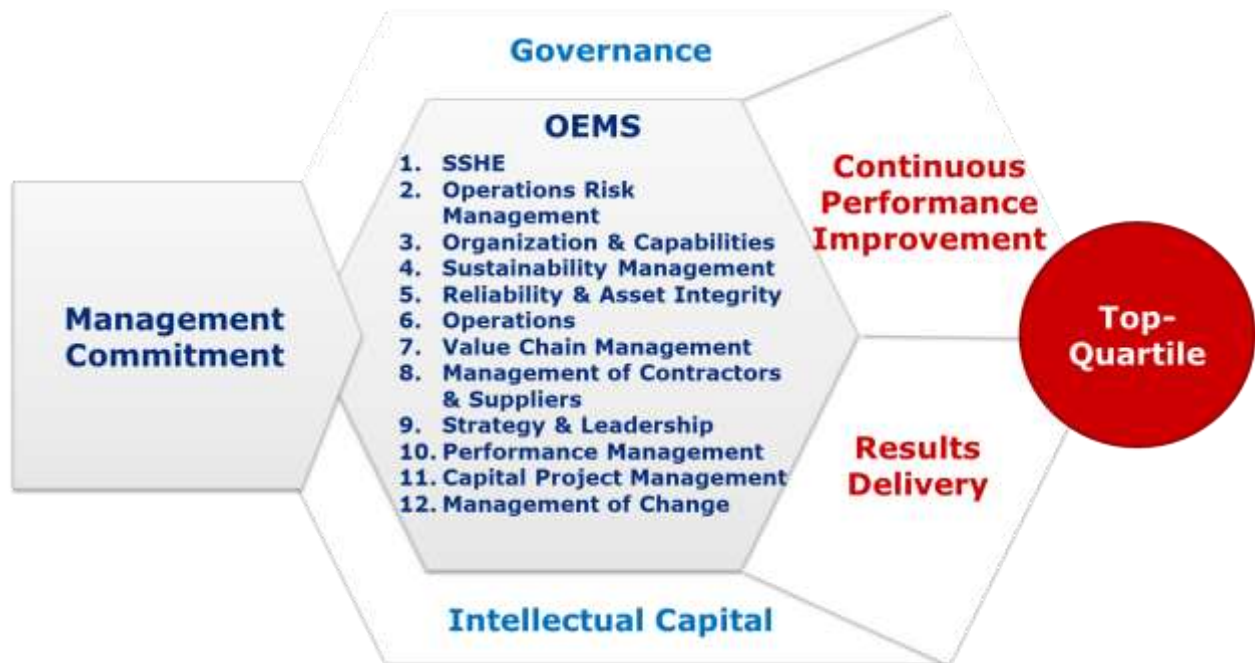 Governance
OEMS
1. SSHE
2. Operations Risk
Management
3. Organization & Capabilities
4. Sustainability Management
5. Reliability & Asset Integrity
6. Operations
7. Value Chain Management
8. Management of Contractors
& Suppliers
9. Strategy & Leadership
10. Performance Management
11. Capital Project Management
12. Management of Change
Management
Commitment
Continuous
Performance
Improvement
Top-
Quartile
Results
Delivery
Intellectual Capital